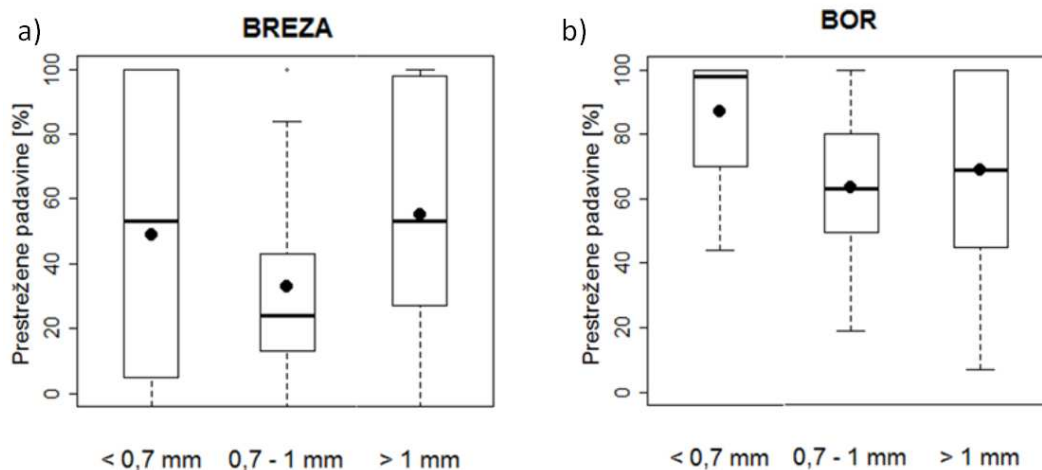 a)
BREZA
Prestrežene padavine [%]
100
80
60
40
20
0
< 0,7 mm 0,7 - 1 mm > 1 mm
b)
BOR
Prestrežene padavine [%]
100
80
60
40
20
0
< 0,7 mm 0,7 - 1 mm > 1 mm